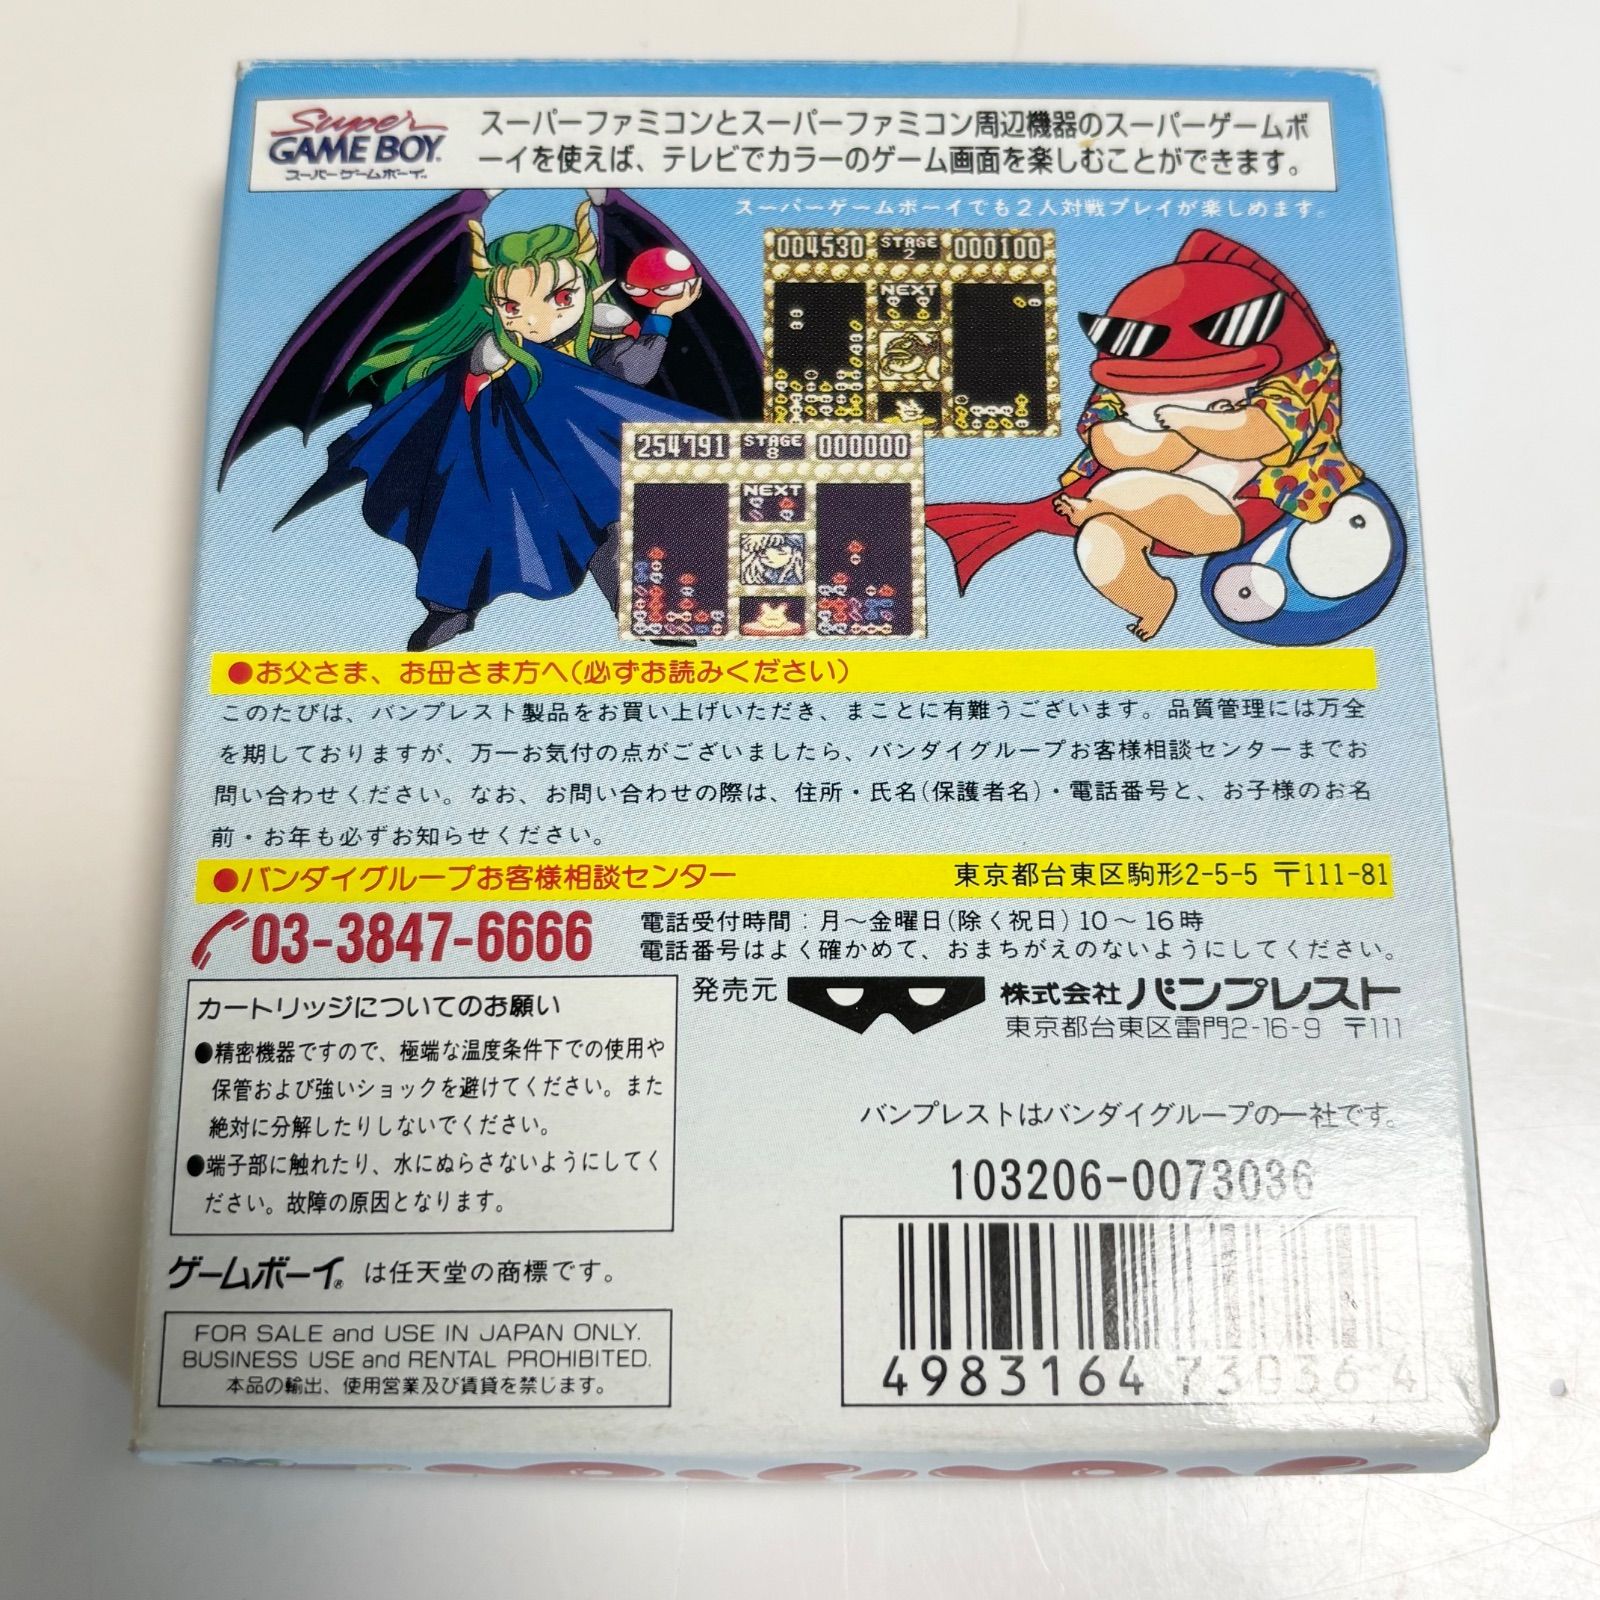 Super
GAME BOY
スーパーゲームボーイ
スーパーファミコンとスーパーファミコン周辺機器のスーパーゲームボ
ーイを使えば、テレビでカラーのゲーム画面を楽しむことができます。
スーパーゲームボーイでも2人対戦プレイが楽しめます。
004530 STAGE 000100
2
NEXT
254791 STAGE 000000
8
NEXT
●お父さま、お母さま方へ(必ずお読みください)
このたびは、バンプレスト製品をお買い上げいただき、まことに有難うございます。品質管理には万全
を期しておりますが、万一お気付の点がございましたら、バンダイグループお客様相談センターまでお
問い合わせください。なお、お問い合わせの際は、住所・氏名(保護者名)・電話番号と、お子様のお名
前・お年も必ずお知らせください。
●バンダイグループお客様相談センター 東京都台東区駒形2-5-5 〒111-81
03-3847-6666
電話受付時間：月～金曜日(除く祝日)10～16時
電話番号はよく確かめて、おまちがえのないようにしてください。
カートリッジについてのお願い
●精密機器ですので、極端な温度条件下での使用や
保管および強いショックを避けてください。また
絶対に分解したりしないでください。
●端子部に触れたり、水にぬらさないようにしてく
ださい。故障の原因となります。
発売元 株式会社 バンプレスト
東京都台東区雷門2-16-9 〒111
バンプレストはバンダイグループの一社です。
103206-0073036
4983164 73036 4
ゲームボーイ® は任天堂の商標です。
FOR SALE and USE IN JAPAN ONLY.
BUSINESS USE and RENTAL PROHIBITED.
本品の輸出、使用営業及び賃貸を禁じます。